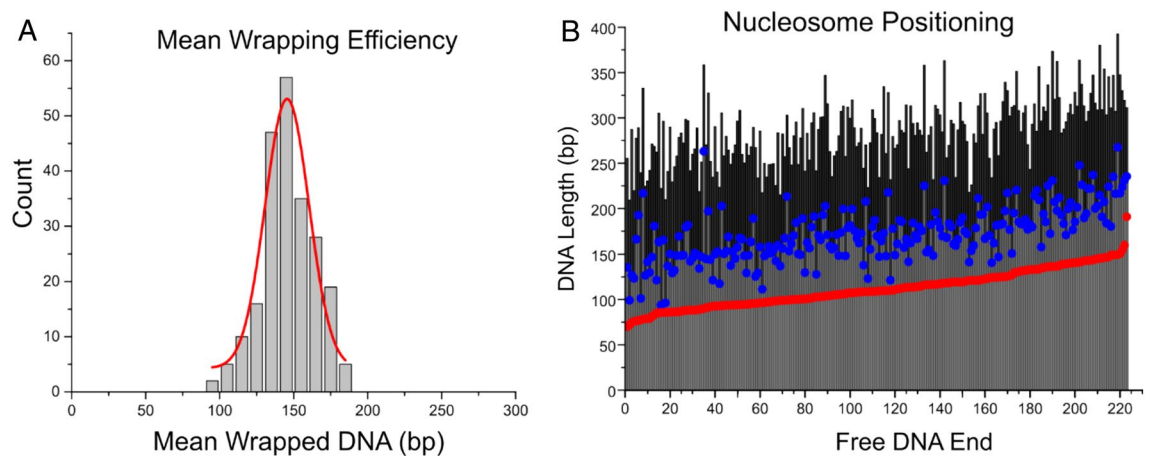 A
Mean Wrapping Efficiency
Count
60
50
40
30
20
10
0
0 50 100 150 200 250 300
Mean Wrapped DNA (bp)
B
Nucleosome Positioning
DNA Length (bp)
400
350
300
250
200
150
100
50
0
0 20 40 60 80 100 120 140 160 180 200 220
Free DNA End